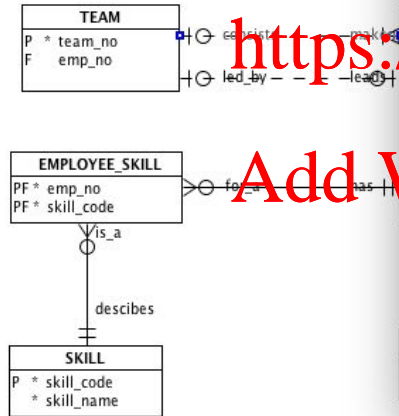 TEAM
P * team_no
F emp_no
consists makes
led_by leads
https:/
EMPLOYEE_SKILL
PF * emp_no
PF * skill_code
for_a has
Add
is_a
descibes
SKILL
P * skill_code
* skill_name